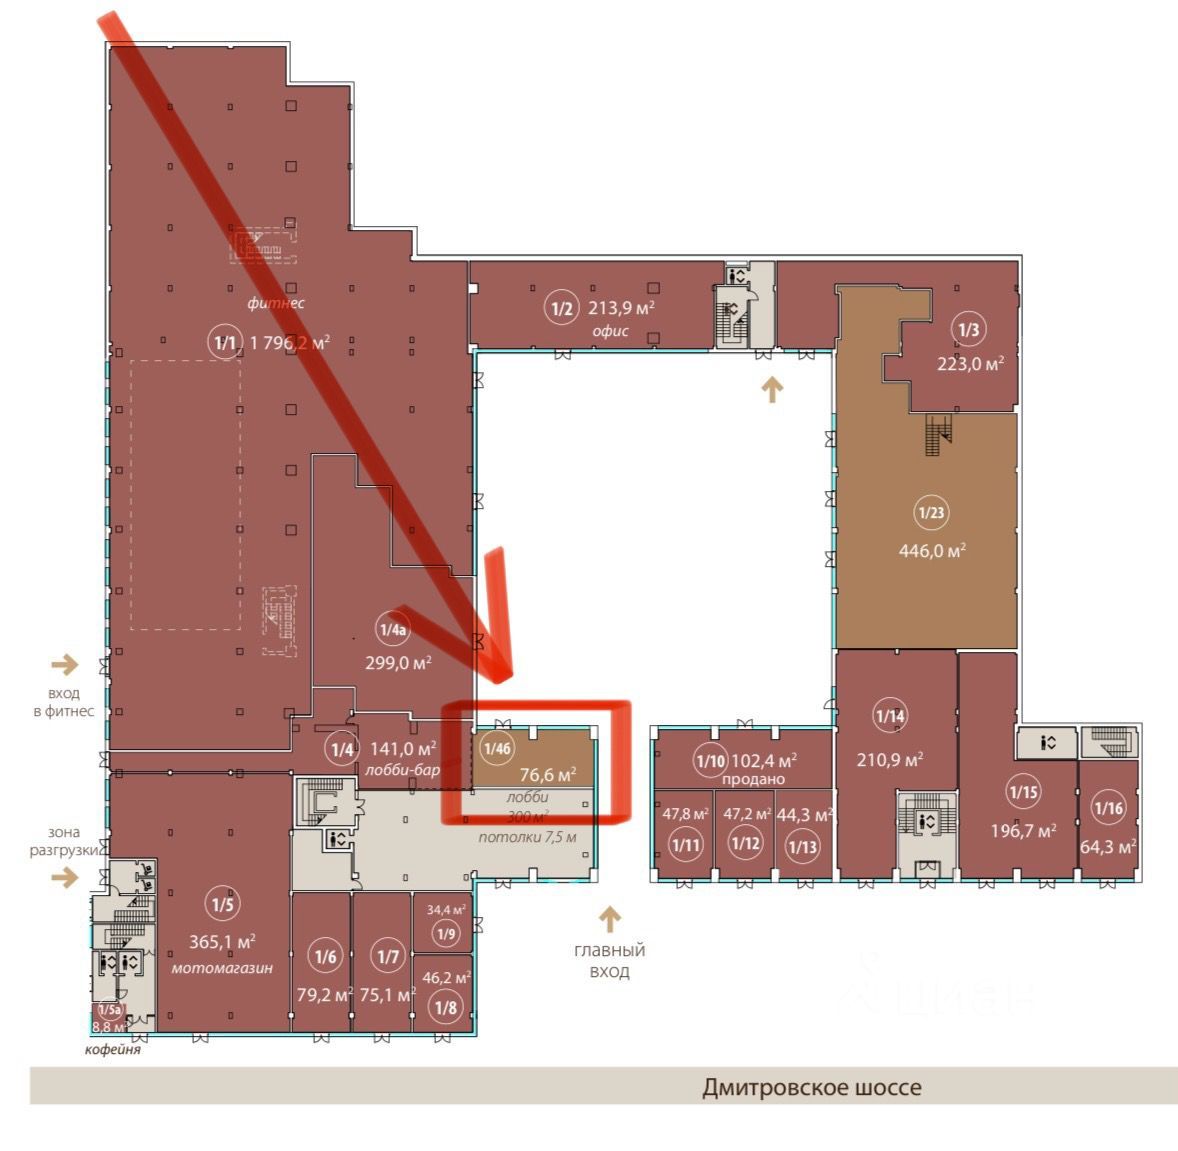 фитнес
1/1 1 796,2 м²
1/2 213,9 м²
офис
1/3
223,0 м²
1/23
446,0 м²
1/4а
299,0 м²
вход
в фитнес
1/4 141,0 м²
лобби-бар
1/4б
76,6 м²
лобби
300 м²
потолки 7,5 м
1/10 102,4 м²
продано
1/14
210,9 м²
47,8 м²
1/11
47,2 м²
1/12
44,3 м²
1/13
1/15
196,7 м²
1/16
64,3 м²
зона
разгрузки
1/5
365,1 м²
мотомагазин
1/6
79,2 м²
1/7
75,1 м²
34,4 м²
1/9
46,2 м²
1/8
главный
вход
1/5а
8,8 м²
кофейня
циан
Дмитровское шоссе